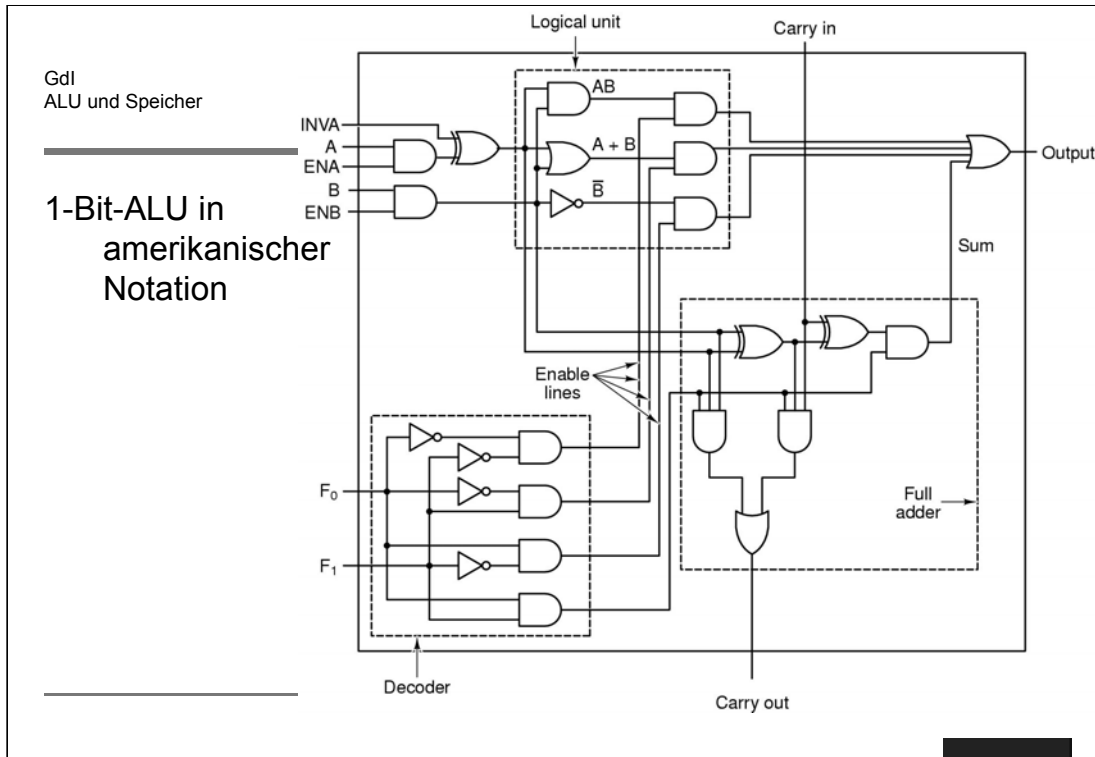 GdI
ALU und Speicher
1-Bit-ALU in
amerikanischer
Notation
Logical unit
Carry in
INVA
A
ENA
B
ENB
AB
A + B
B̅
Output
Sum
Enable
lines
F₀
F₁
Full
adder
Decoder
Carry out